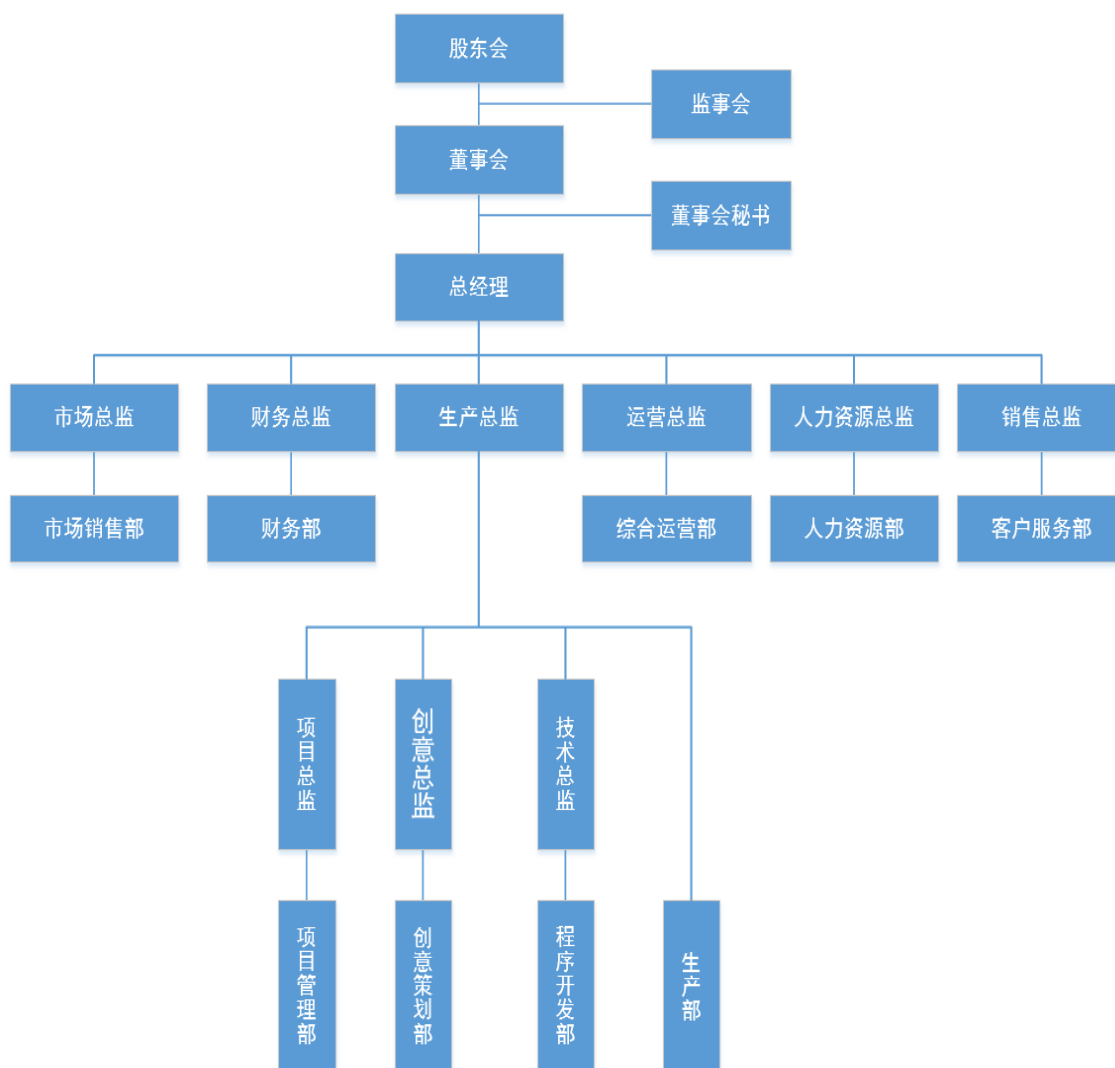 股东会
监事会
董事会
董事会秘书
总经理
市场总监
财务总监
生产总监
运营总监
人力资源总监
销售总监
市场销售部
财务部
综合运营部
人力资源部
客户服务部
项目总监
创意总监
技术总监
项目管理部
创意策划部
程序开发部
生产部